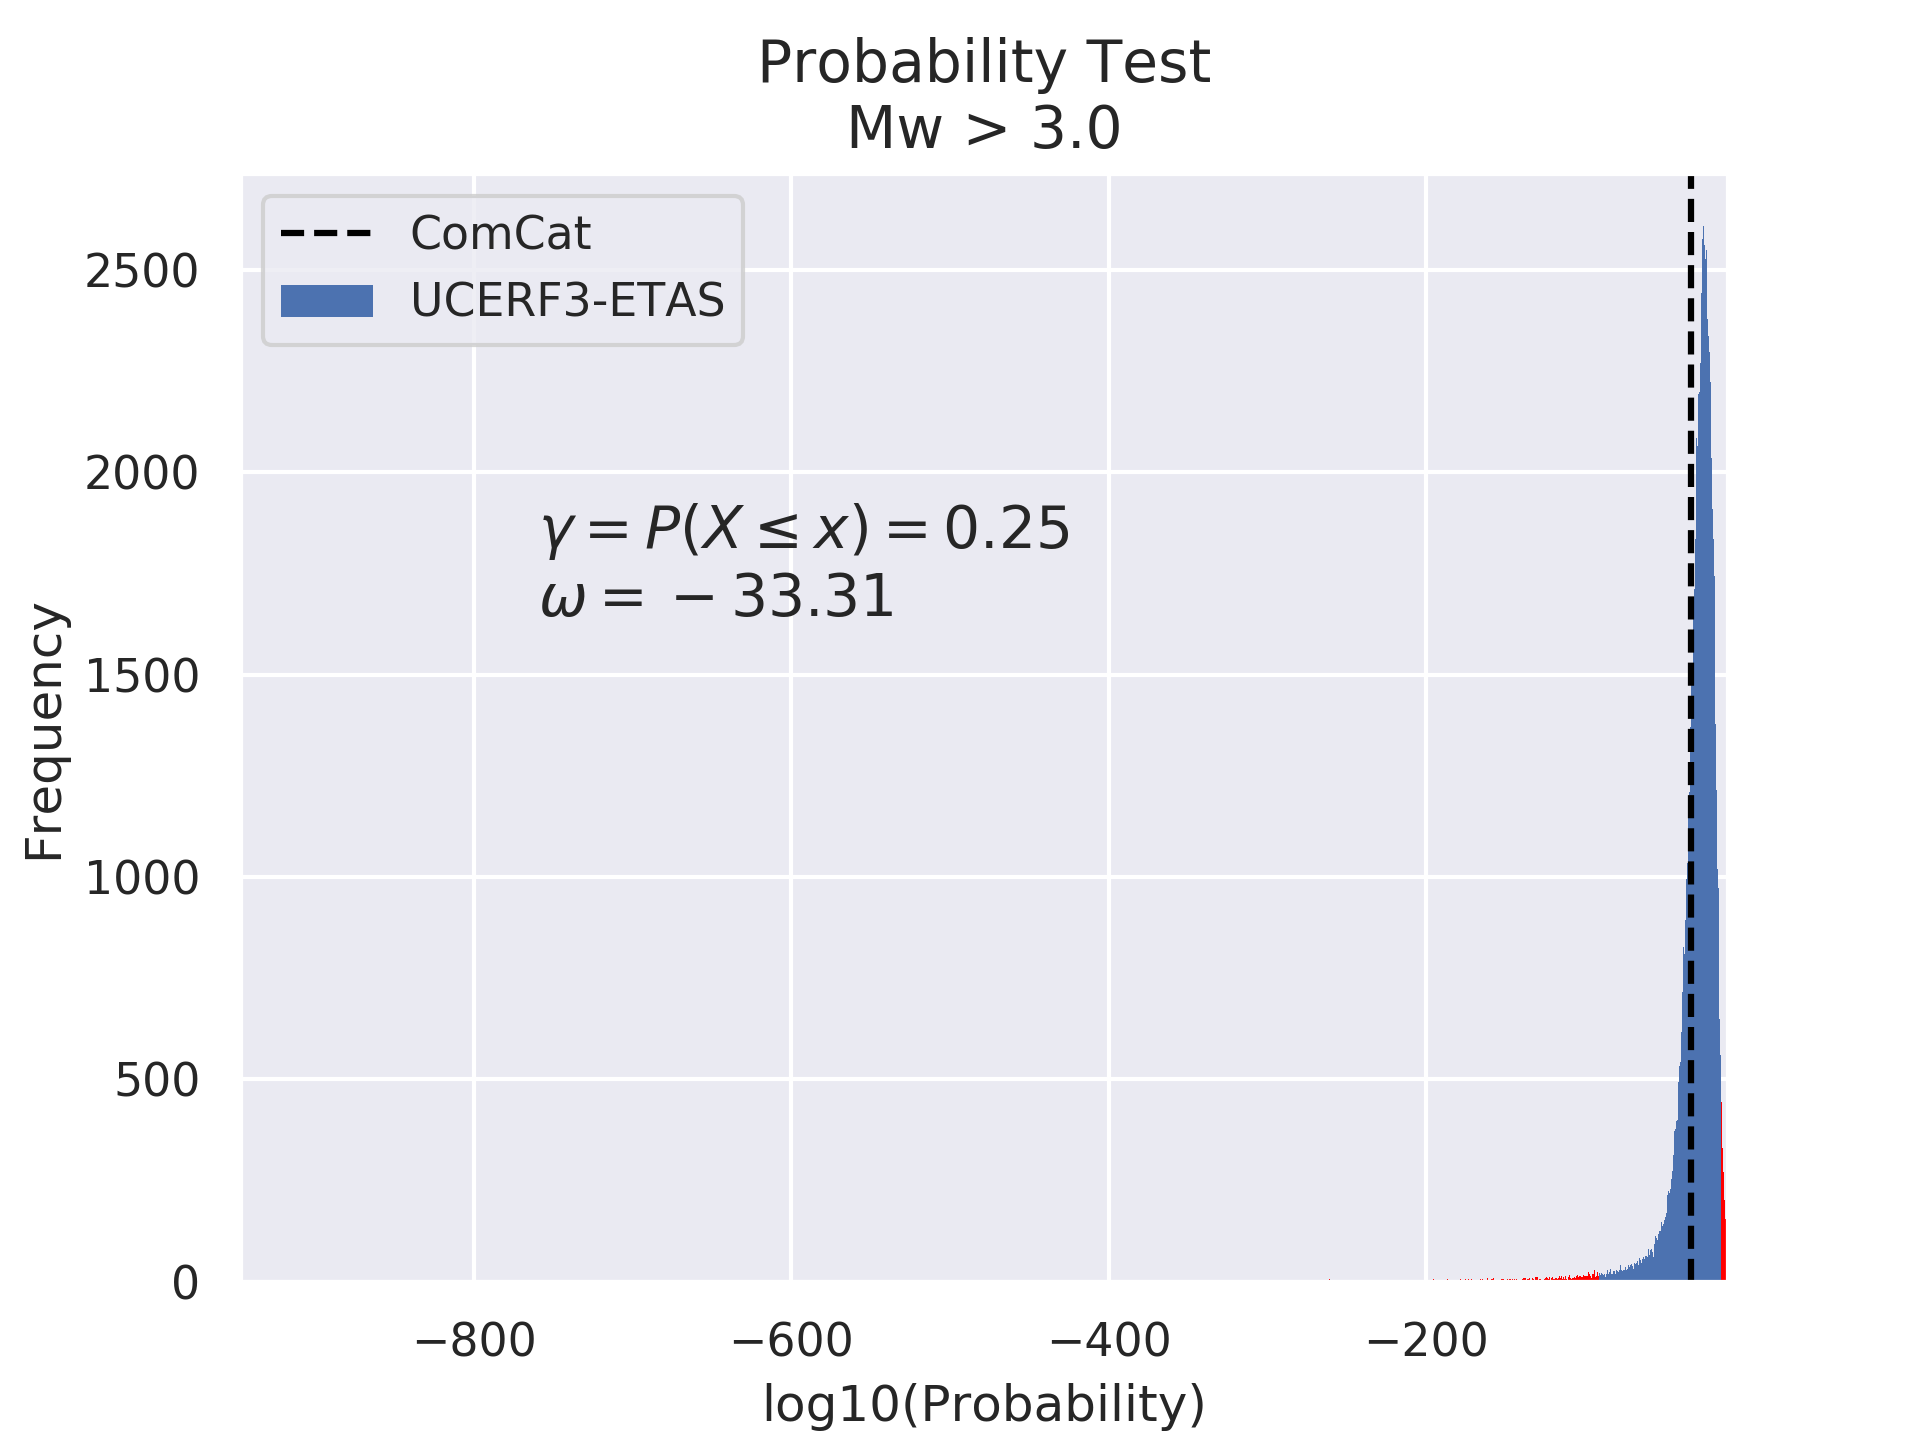 Probability Test
Mw > 3.0
ComCat
UCERF3-ETAS
γ = P(X ≤ x) = 0.25
ω = − 33.31
Frequency
2500
2000
1500
1000
500
0
−800
−600
−400
−200
log10(Probability)